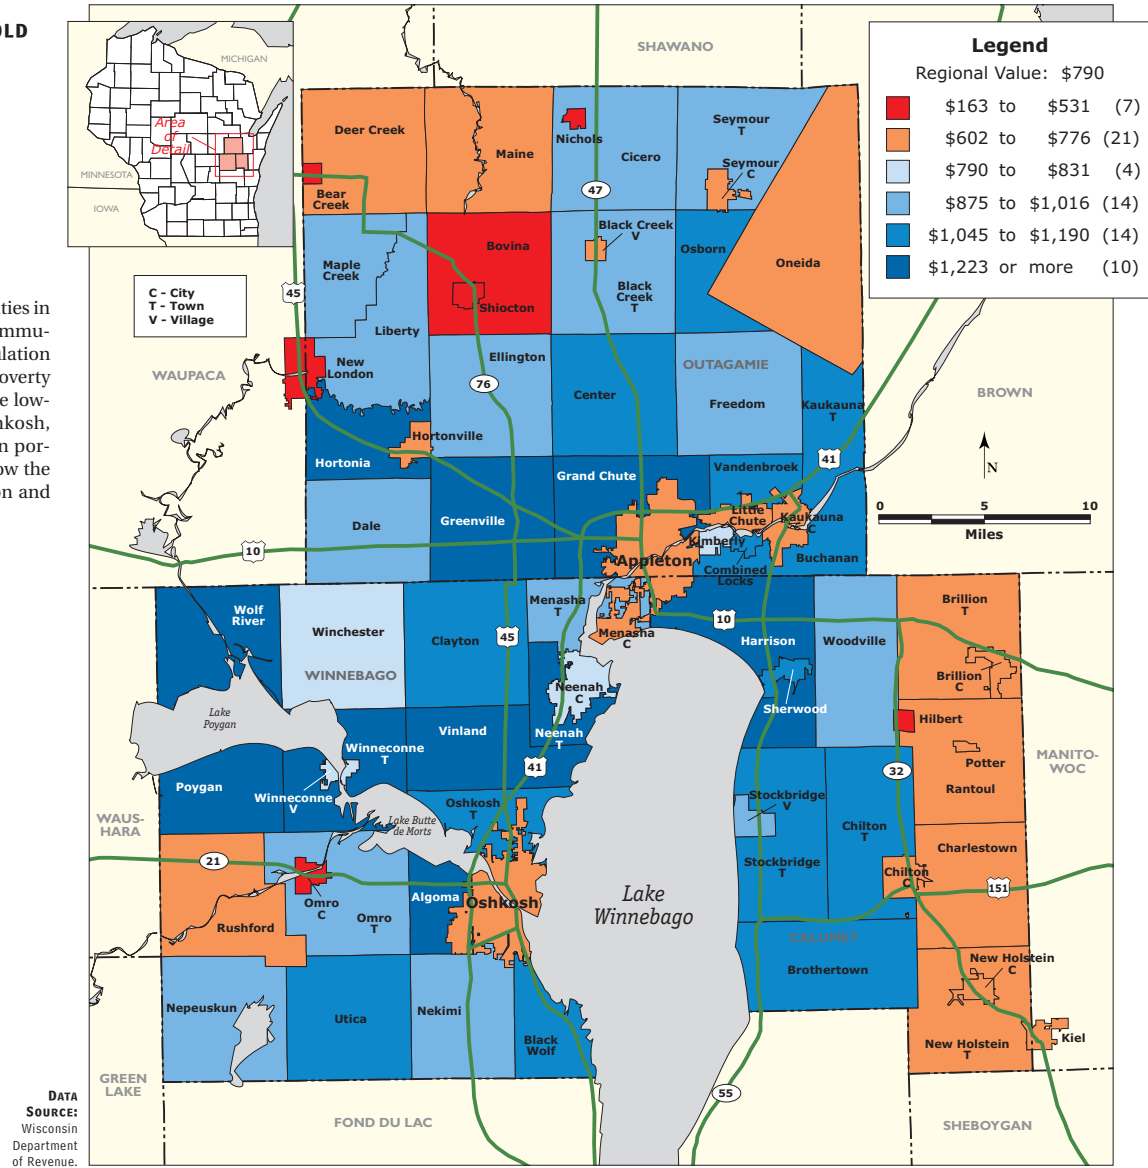 OLD
ties in
ommu-
ulation
overty
e low-
hkosh,
n por-
ow the
on and
DATA
SOURCE:
Wisconsin
Department
of Revenue.
MICHIGAN
Area
of
Detail
MINNESOTA
IOWA
C - City
T - Town
V - Village
Legend
Regional Value: $790
$163 to $531 (7)
$602 to $776 (21)
$790 to $831 (4)
$875 to $1,016 (14)
$1,045 to $1,190 (14)
$1,223 or more (10)
SHAWANO
Deer Creek
Maine
Nichols
Cicero
Seymour
T
Seymour
C
47
Bear
Creek
Bovina
Black Creek
V
Osborn
Oneida
Maple
Creek
45
Shiocton
Black
Creek
T
Liberty
WAUPACA
New
London
Ellington
76
Center
OUTAGAMIE
Freedom
Kaukauna
T
BROWN
Hortonville
Hortonia
Grand Chute
Vandenbroek
41
N
0 5 10
Miles
Dale
Greenville
Little
Chute
Kaukauna
C
Kimberly
10
Appleton
Combined
Locks
Buchanan
Wolf
River
Winchester
WINNEBAGO
Clayton
45
Menasha
T
Menasha
C
10
Harrison
Woodville
Brillion
T
Brillion
C
Neenah
C
Sherwood
Lake
Poygan
Hilbert
Winneconne
T
Vinland
Neenah
T
41
Potter
MANITO-
WOC
32
Poygan
Winneconne
V
Rantoul
Oshkosh
T
Stockbridge
V
WAUS-
HARA
Lake Butte
de Morts
Chilton
T
Charlestown
21
Stockbridge
T
Chilton
C
151
Omro
C
Omro
T
Algoma
Oshkosh
Lake
Winnebago
Rushford
CALUMET
New Holstein
C
Brothertown
Nepeuskun
Utica
Nekimi
Black
Wolf
New Holstein
T
Kiel
GREEN
LAKE
FOND DU LAC
55
SHEBOYGAN